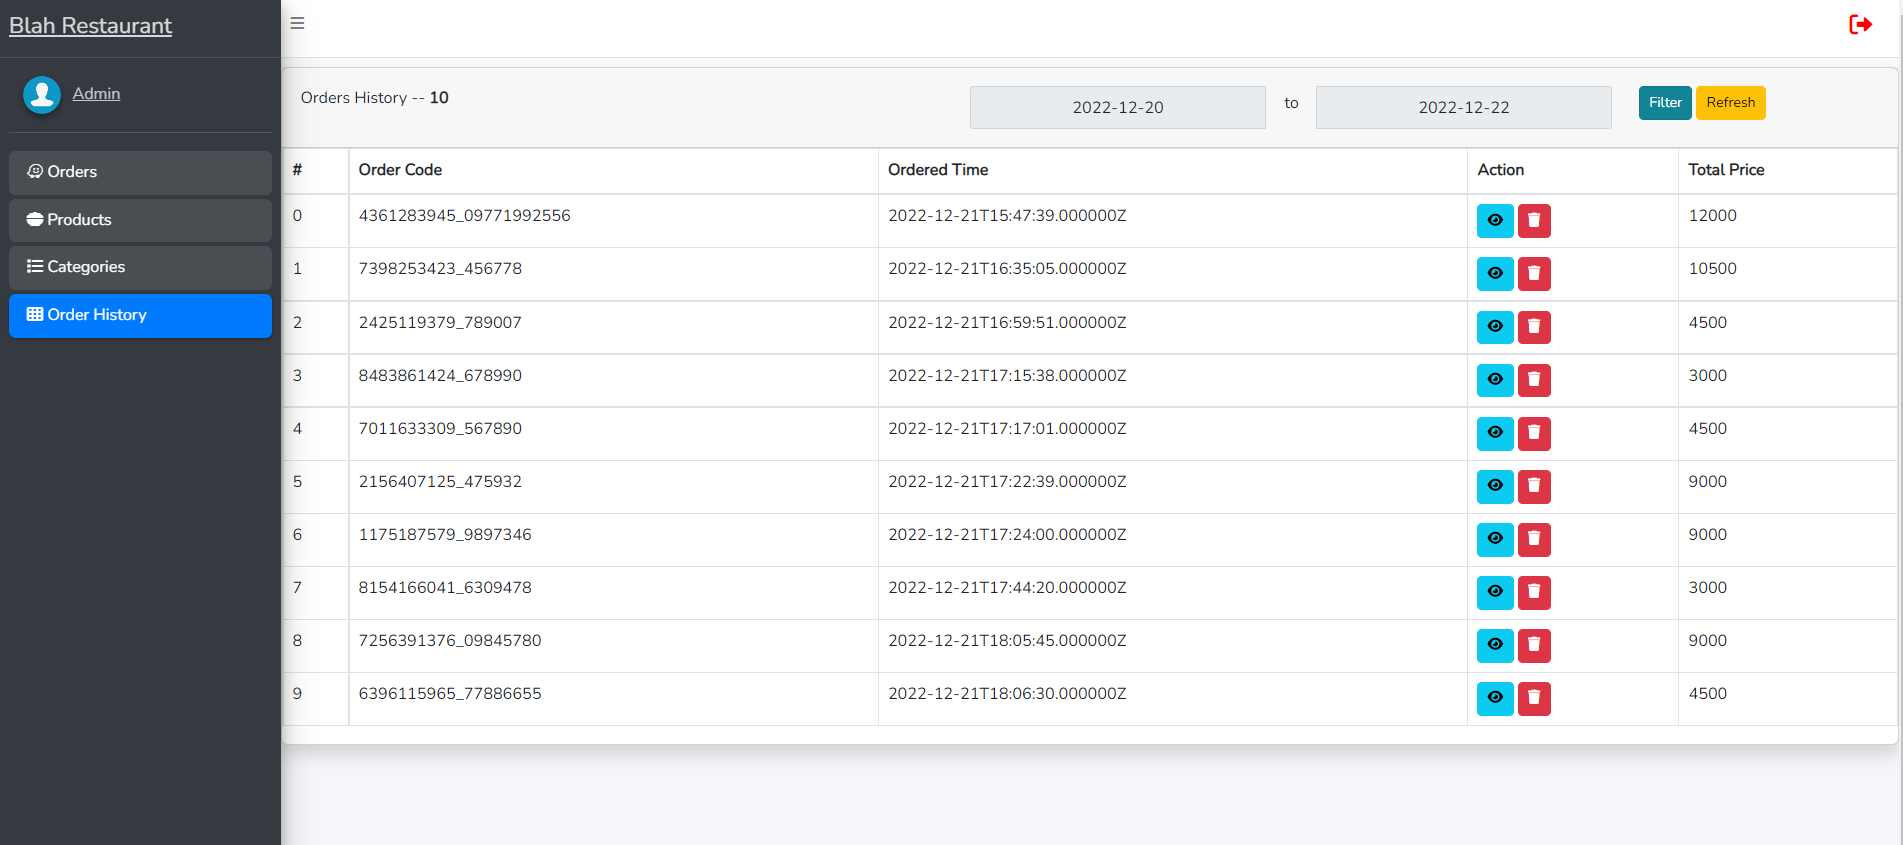 Blah Restaurant
Admin
Orders
Products
Categories
Order History
Orders History -- 10 2022-12-20 to 2022-12-22 Filter Refresh
# Order Code Ordered Time Action Total Price
0 4361283945_09771992556 2022-12-21T15:47:39.000000Z 12000
1 7398253423_456778 2022-12-21T16:35:05.000000Z 10500
2 2425119379_789007 2022-12-21T16:59:51.000000Z 4500
3 8483861424_678990 2022-12-21T17:15:38.000000Z 3000
4 7011633309_567890 2022-12-21T17:17:01.000000Z 4500
5 2156407125_475932 2022-12-21T17:22:39.000000Z 9000
6 1175187579_9897346 2022-12-21T17:24:00.000000Z 9000
7 8154166041_6309478 2022-12-21T17:44:20.000000Z 3000
8 7256391376_09845780 2022-12-21T18:05:45.000000Z 9000
9 6396115965_77886655 2022-12-21T18:06:30.000000Z 4500